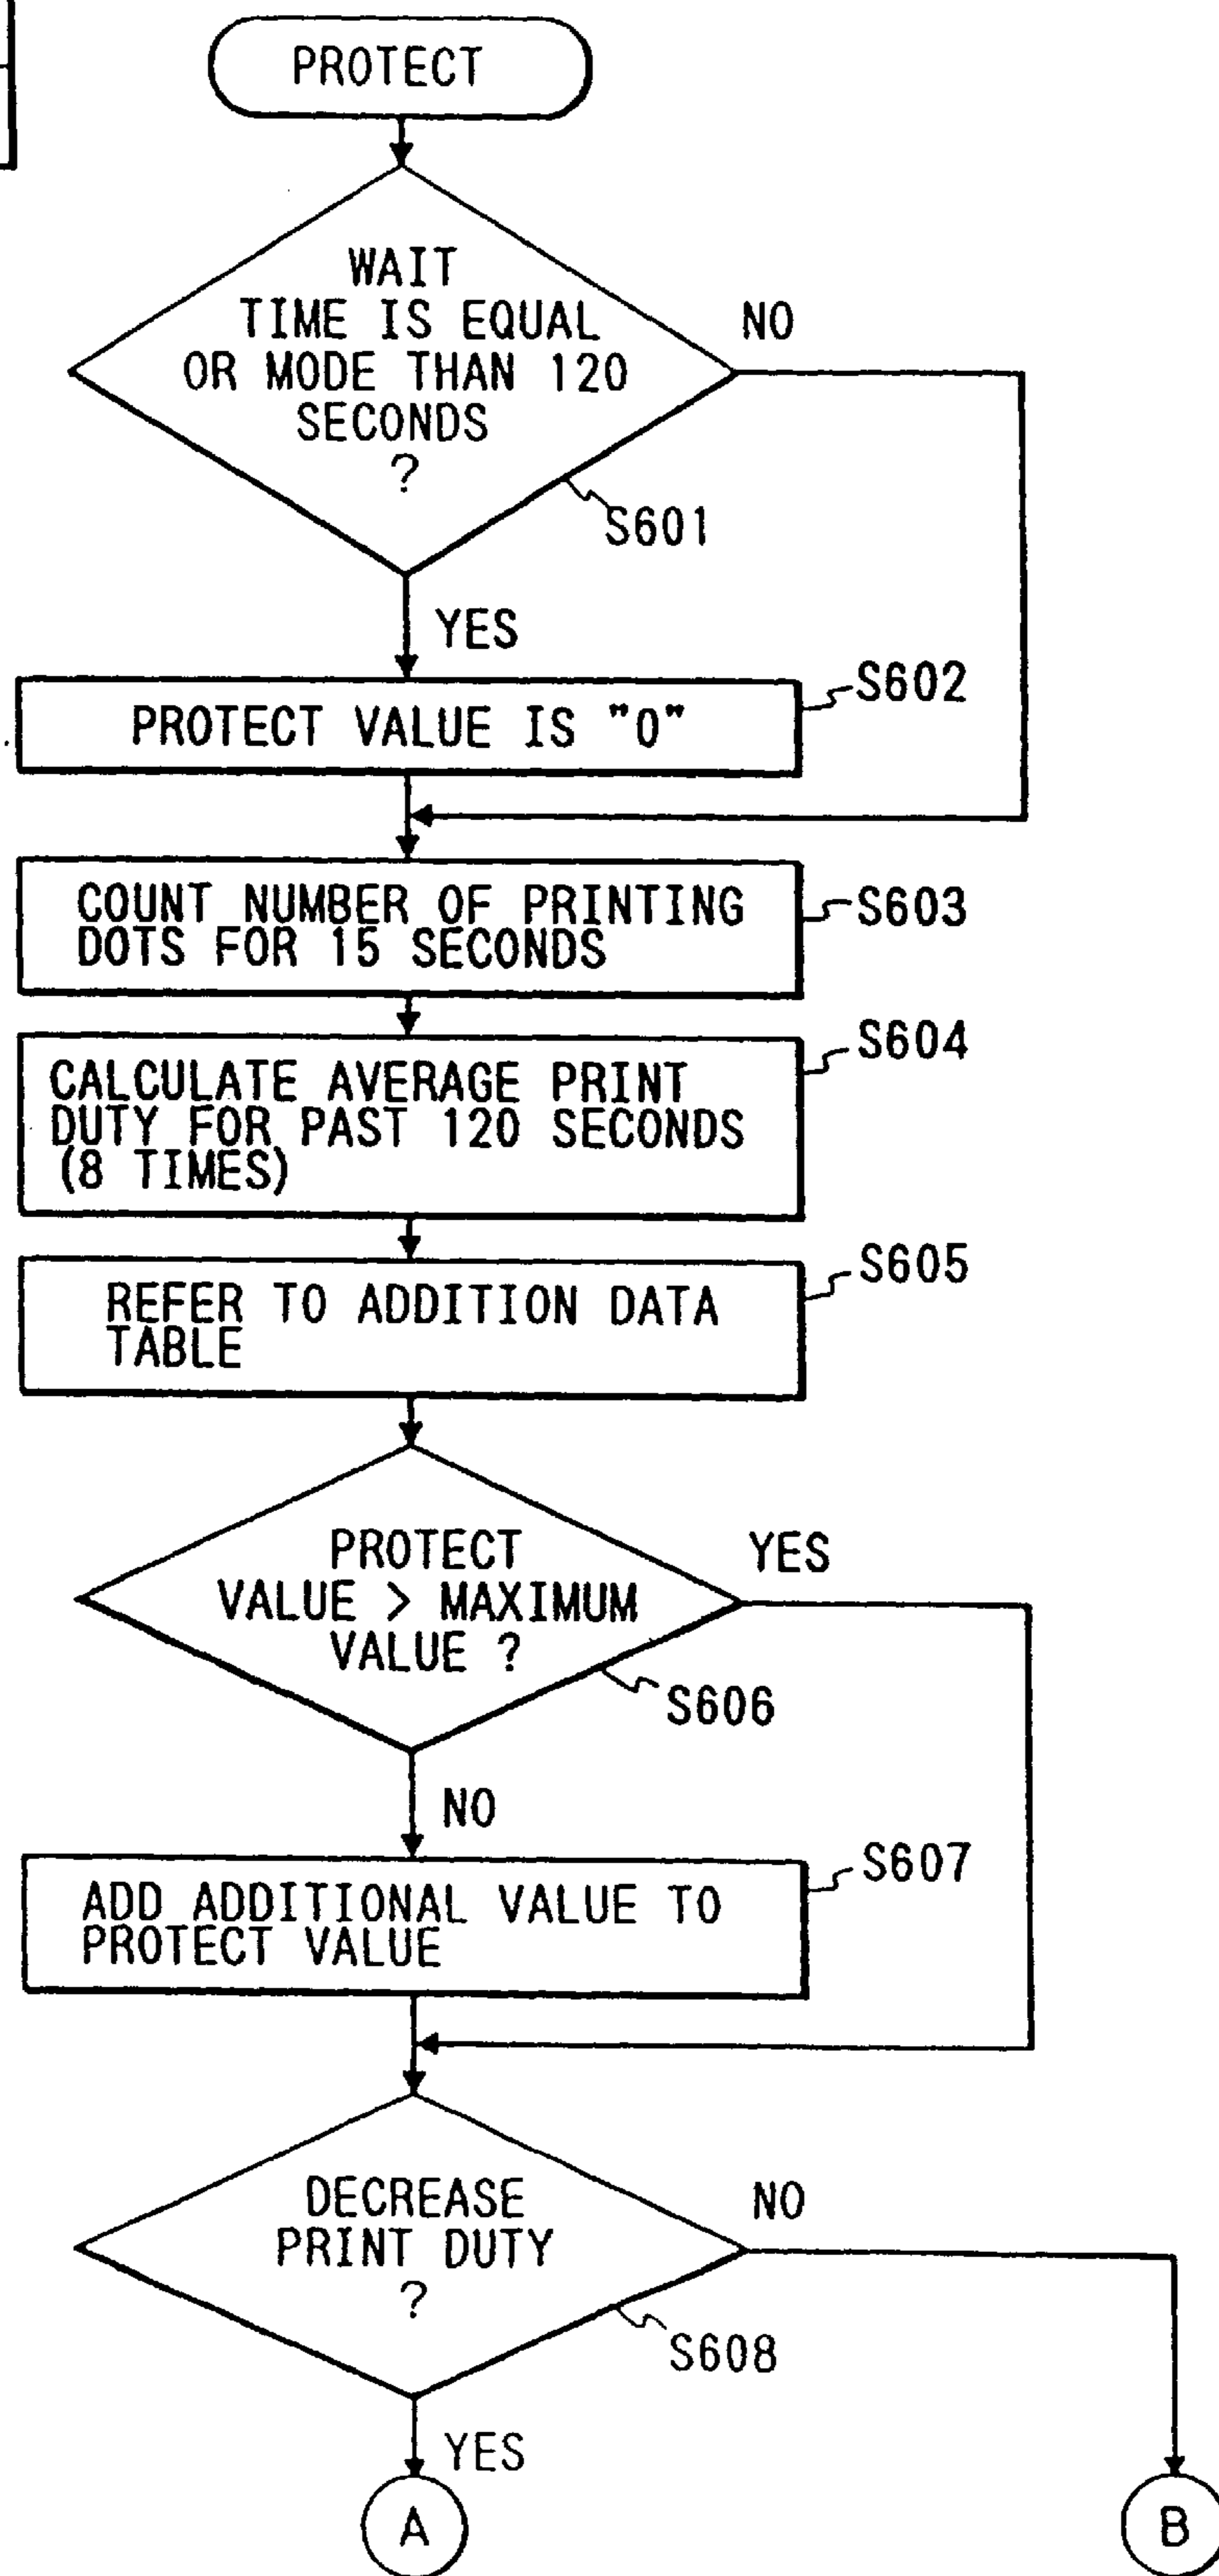 PROTECT
WAIT
TIME IS EQUAL
OR MODE THAN 120
SECONDS
?
NO
S601
YES
S602
PROTECT VALUE IS "0"
COUNT NUMBER OF PRINTING
DOTS FOR 15 SECONDS
S603
S604
CALCULATE AVERAGE PRINT
DUTY FOR PAST 120 SECONDS
(8 TIMES)
S605
REFER TO ADDITION DATA
TABLE
PROTECT
VALUE > MAXIMUM
VALUE ?
YES
S606
NO
S607
ADD ADDITIONAL VALUE TO
PROTECT VALUE
DECREASE
PRINT DUTY
?
NO
S608
YES
A
B